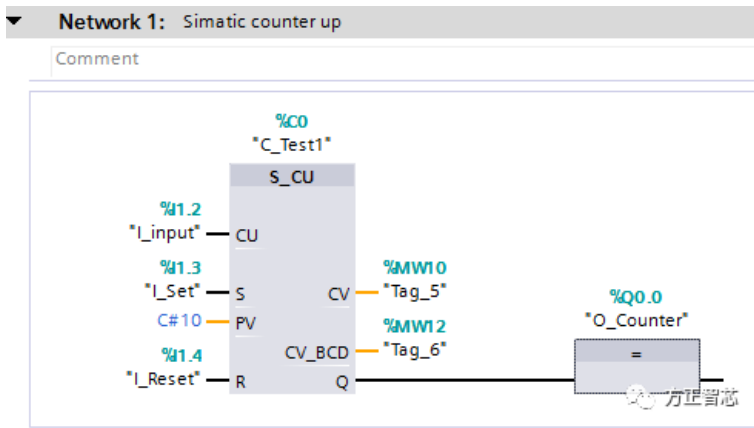 Network 1: Simatic counter up
Comment
%C0
"C_Test1"
S_CU
%I1.2
"I_input"
CU
%I1.3
"I_Set"
S
CV
%MW10
"Tag_5"
C#10
PV
%MW12
CV_BCD
"Tag_6"
%I1.4
"I_Reset"
R
Q
%Q0.0
"O_Counter"
=
方正智芯